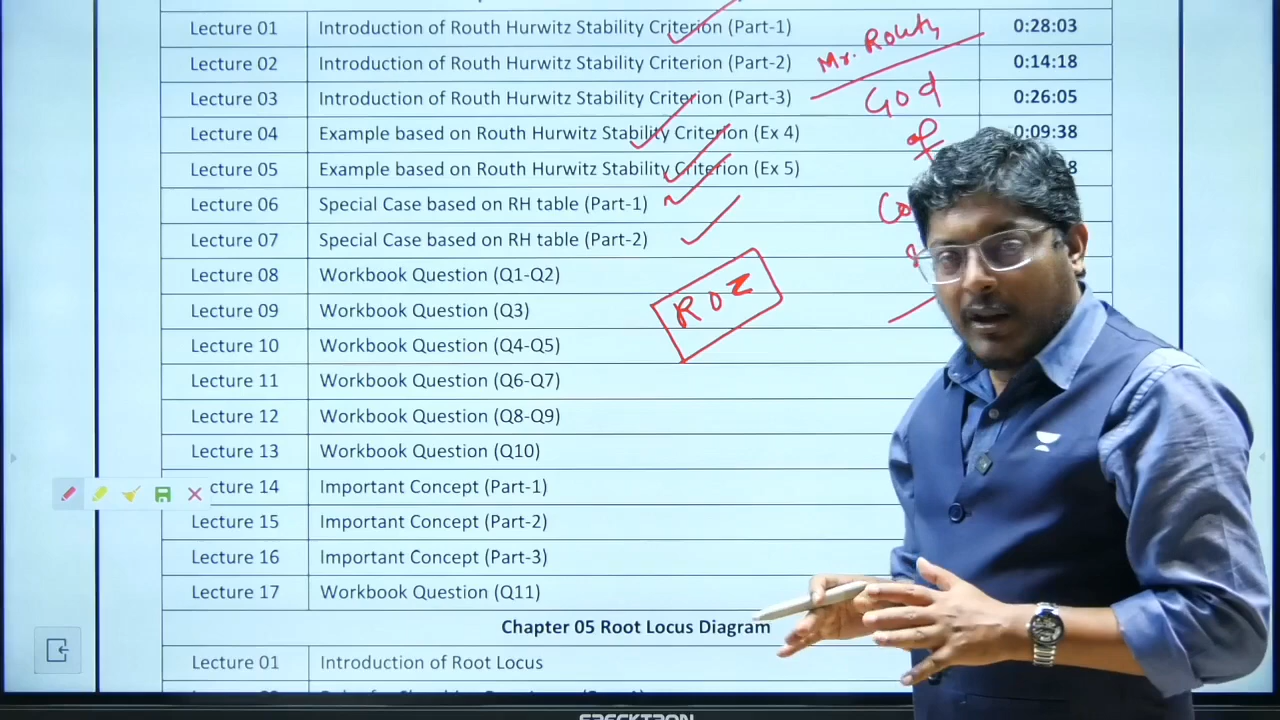 Lecture 01 Introduction of Routh Hurwitz Stability Criterion (Part-1) 0:28:03
Mr. Routh
Lecture 02 Introduction of Routh Hurwitz Stability Criterion (Part-2) 0:14:18
Lecture 03 Introduction of Routh Hurwitz Stability Criterion (Part-3) 0:26:05
God
of
Lecture 04 Example based on Routh Hurwitz Stability Criterion (Ex 4) 0:09:38
Lecture 05 Example based on Routh Hurwitz Stability Criterion (Ex 5) 8
Lecture 06 Special Case based on RH table (Part-1)
Co
Lecture 07 Special Case based on RH table (Part-2)
Lecture 08 Workbook Question (Q1-Q2)
ROZ
Lecture 09 Workbook Question (Q3)
Lecture 10 Workbook Question (Q4-Q5)
Lecture 11 Workbook Question (Q6-Q7)
Lecture 12 Workbook Question (Q8-Q9)
Lecture 13 Workbook Question (Q10)
cture 14 Important Concept (Part-1)
Lecture 15 Important Concept (Part-2)
Lecture 16 Important Concept (Part-3)
Lecture 17 Workbook Question (Q11)
Chapter 05 Root Locus Diagram
Lecture 01 Introduction of Root Locus